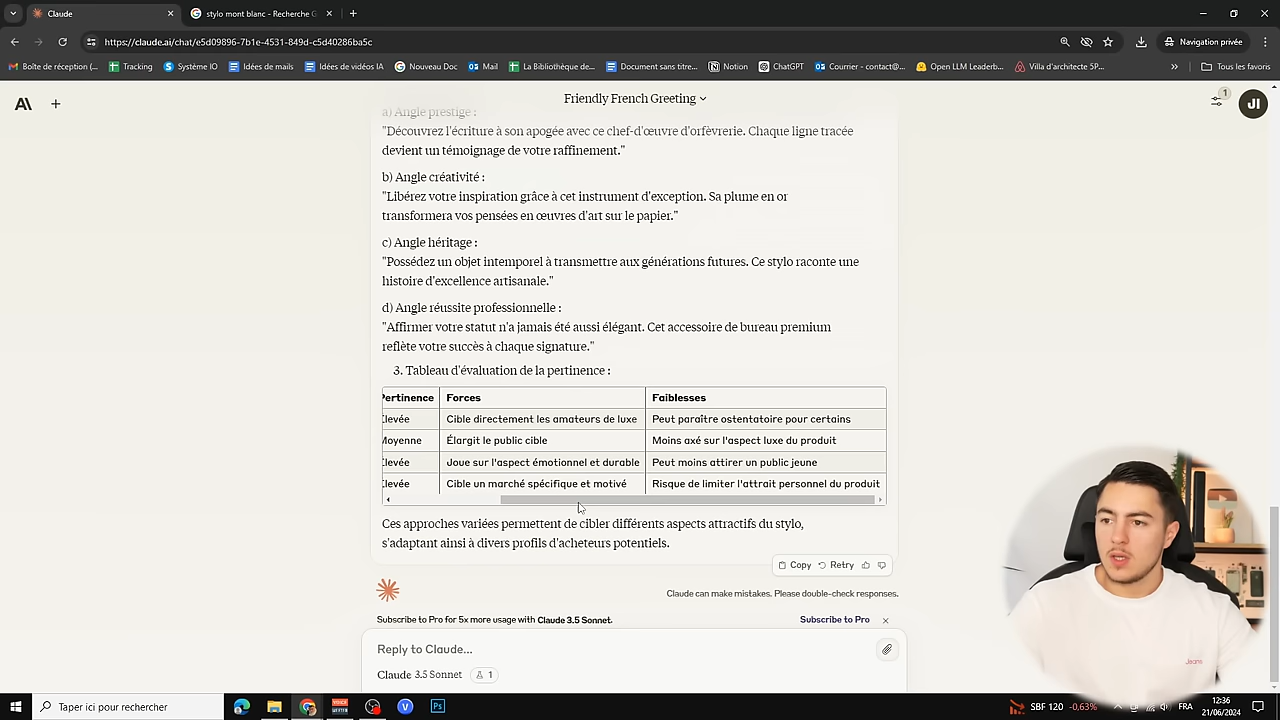 Claude
stylo mont blanc - Recherche G
https://claude.ai/chat/e5d09896-7b1e-4531-849d-c5d40286ba5c
Navigation privée
Boîte de réception (...
Tracking
Système IO
Idées de mails
Idées de vidéos IA
Nouveau Doc
Mail
La Bibliothèque de...
Document sans titre...
Notion
ChatGPT
Courrier - contact@...
Open LLM Leaderb...
Villa d'architecte 5P...
Tous les favoris
Friendly French Greeting
1
JI
a) Angle prestige :
"Découvrez l'écriture à son apogée avec ce chef-d'œuvre d'orfèvrerie. Chaque ligne tracée
devient un témoignage de votre raffinement."
b) Angle créativité :
"Libérez votre inspiration grâce à cet instrument d'exception. Sa plume en or
transformera vos pensées en œuvres d'art sur le papier."
c) Angle héritage :
"Possédez un objet intemporel à transmettre aux générations futures. Ce stylo raconte une
histoire d'excellence artisanale."
d) Angle réussite professionnelle :
"Affirmer votre statut n'a jamais été aussi élégant. Cet accessoire de bureau premium
reflète votre succès à chaque signature."
3. Tableau d'évaluation de la pertinence :
Pertinence Forces Faiblesses
Élevée Cible directement les amateurs de luxe Peut paraître ostentatoire pour certains
Moyenne Élargit le public cible Moins axé sur l'aspect luxe du produit
Élevée Joue sur l'aspect émotionnel et durable Peut moins attirer un public jeune
Élevée Cible un marché spécifique et motivé Risque de limiter l'attrait personnel du produit
Ces approches variées permettent de cibler différents aspects attractifs du stylo,
s'adaptant ainsi à divers profils d'acheteurs potentiels.
Copy Retry
Claude can make mistakes. Please double-check responses.
Subscribe to Pro for 5x more usage with Claude 3.5 Sonnet.
Subscribe to Pro
Reply to Claude...
Claude 3.5 Sonnet 1
Jeans
Taper ici pour rechercher
SBF 120 -0,63%
FRA
12:36
21/06/2024